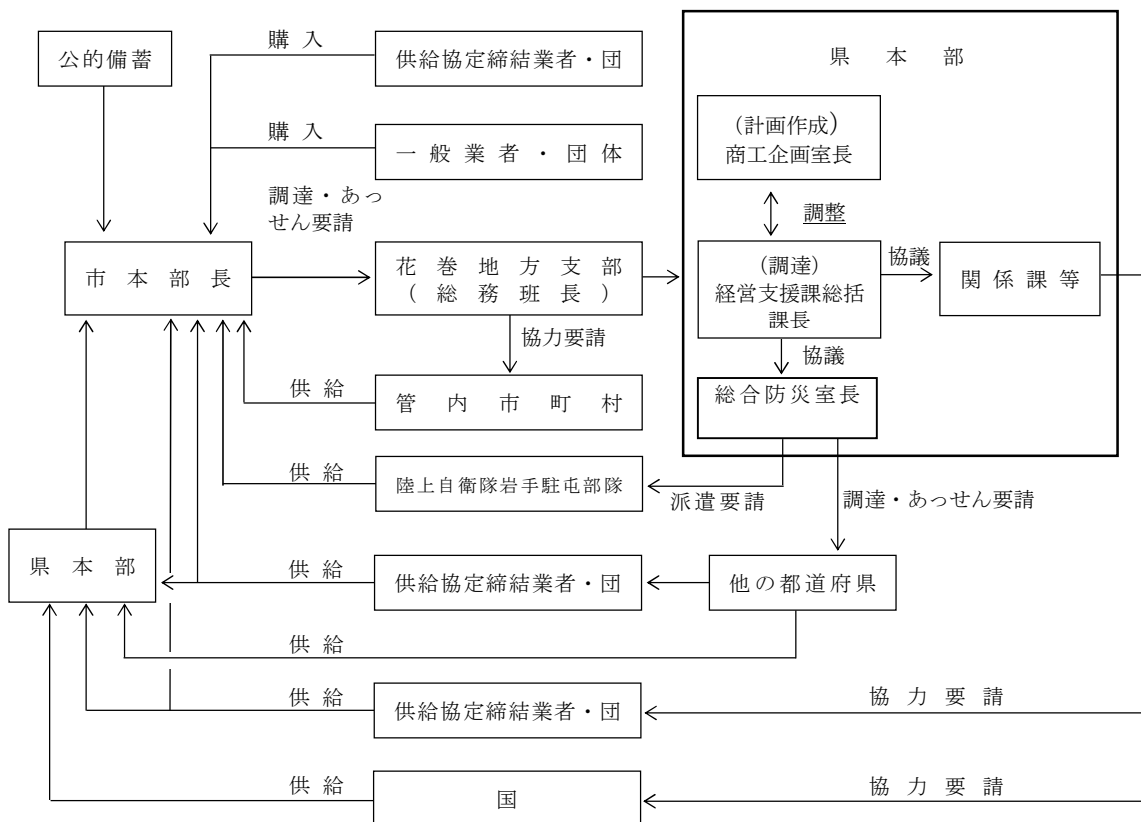 購入
公的備蓄
供給協定締結業者・団
県本部
購入
一般業者・団体
(計画作成)
商工企画室長
調達・あっ
せん要請
調整
市本部長
花巻地方支部
(総務班長)
(調達)
経営支援課総括
課長
協議
関係課等
協力要請
協議
供給
管内市町村
総合防災室長
供給
陸上自衛隊岩手駐屯部隊
派遣要請
調達・あっせん要請
県本部
供給
供給協定締結業者・団
他の都道府県
供給
供給
供給協定締結業者・団
協力要請
供給
国
協力要請